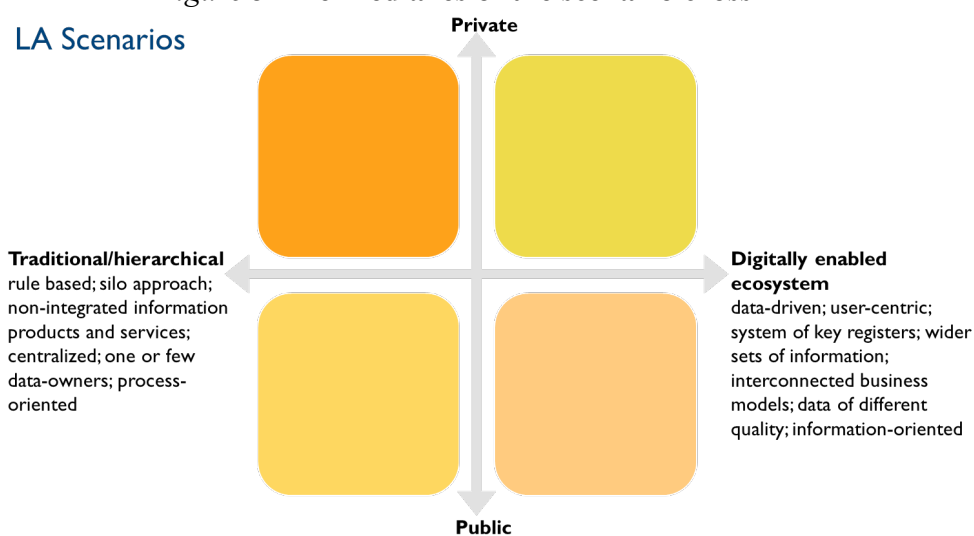 Private
LA Scenarios
Traditional/hierarchical
rule based; silo approach;
non-integrated information
products and services;
centralized; one or few
data-owners; process-
oriented
Digitally enabled
ecosystem
data-driven; user-centric;
system of key registers; wider
sets of information;
interconnected business
models; data of different
quality; information-oriented
Public